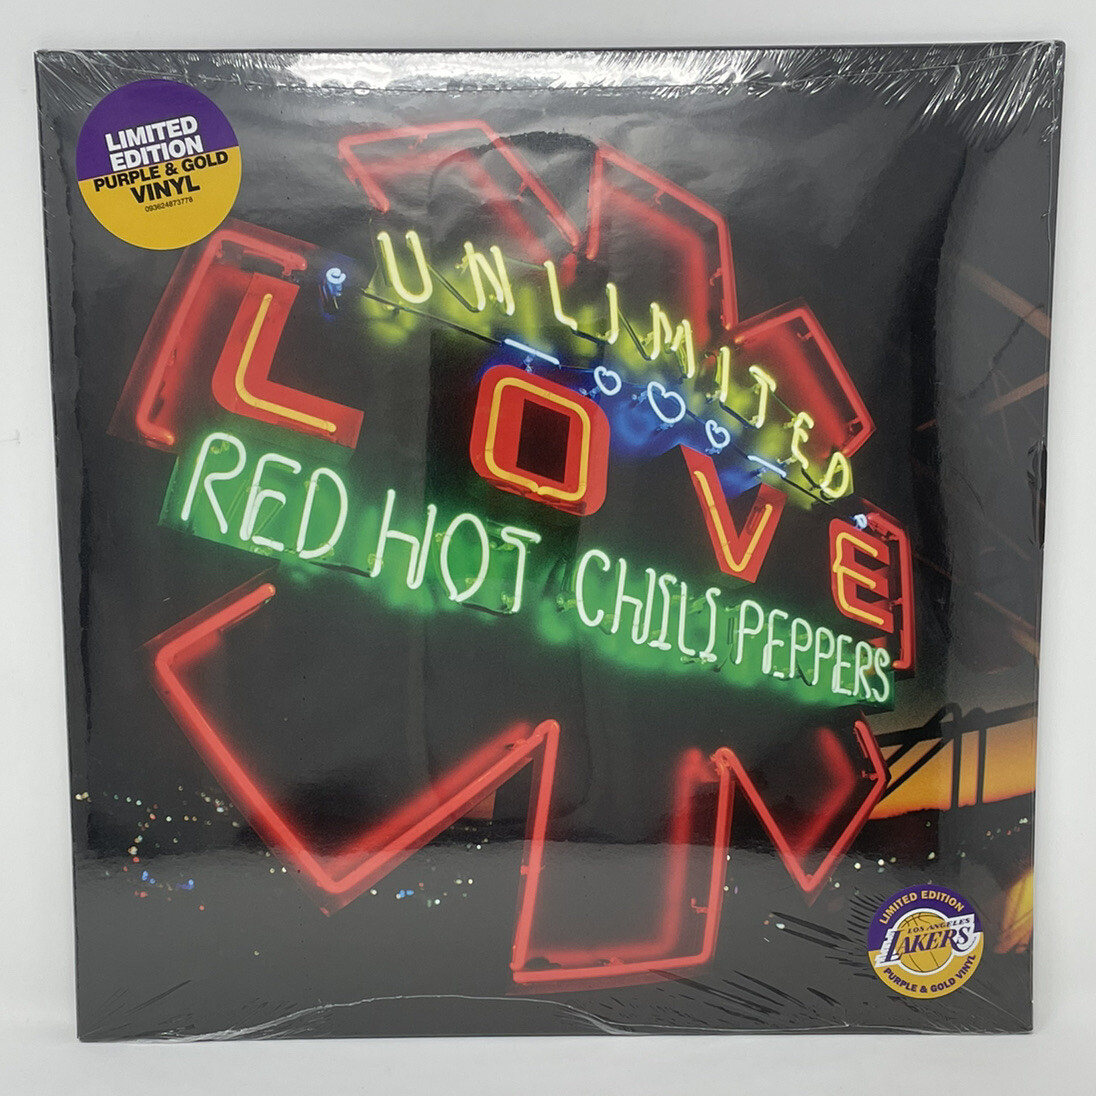 LIMITED
EDITION
PURPLE & GOLD
VINYL
093624873778
UNLIMITED
LOVE
RED HOT CHILI PEPPERS
LIMITED EDITION
LOS ANGELES
LAKERS
PURPLE & GOLD VINYL